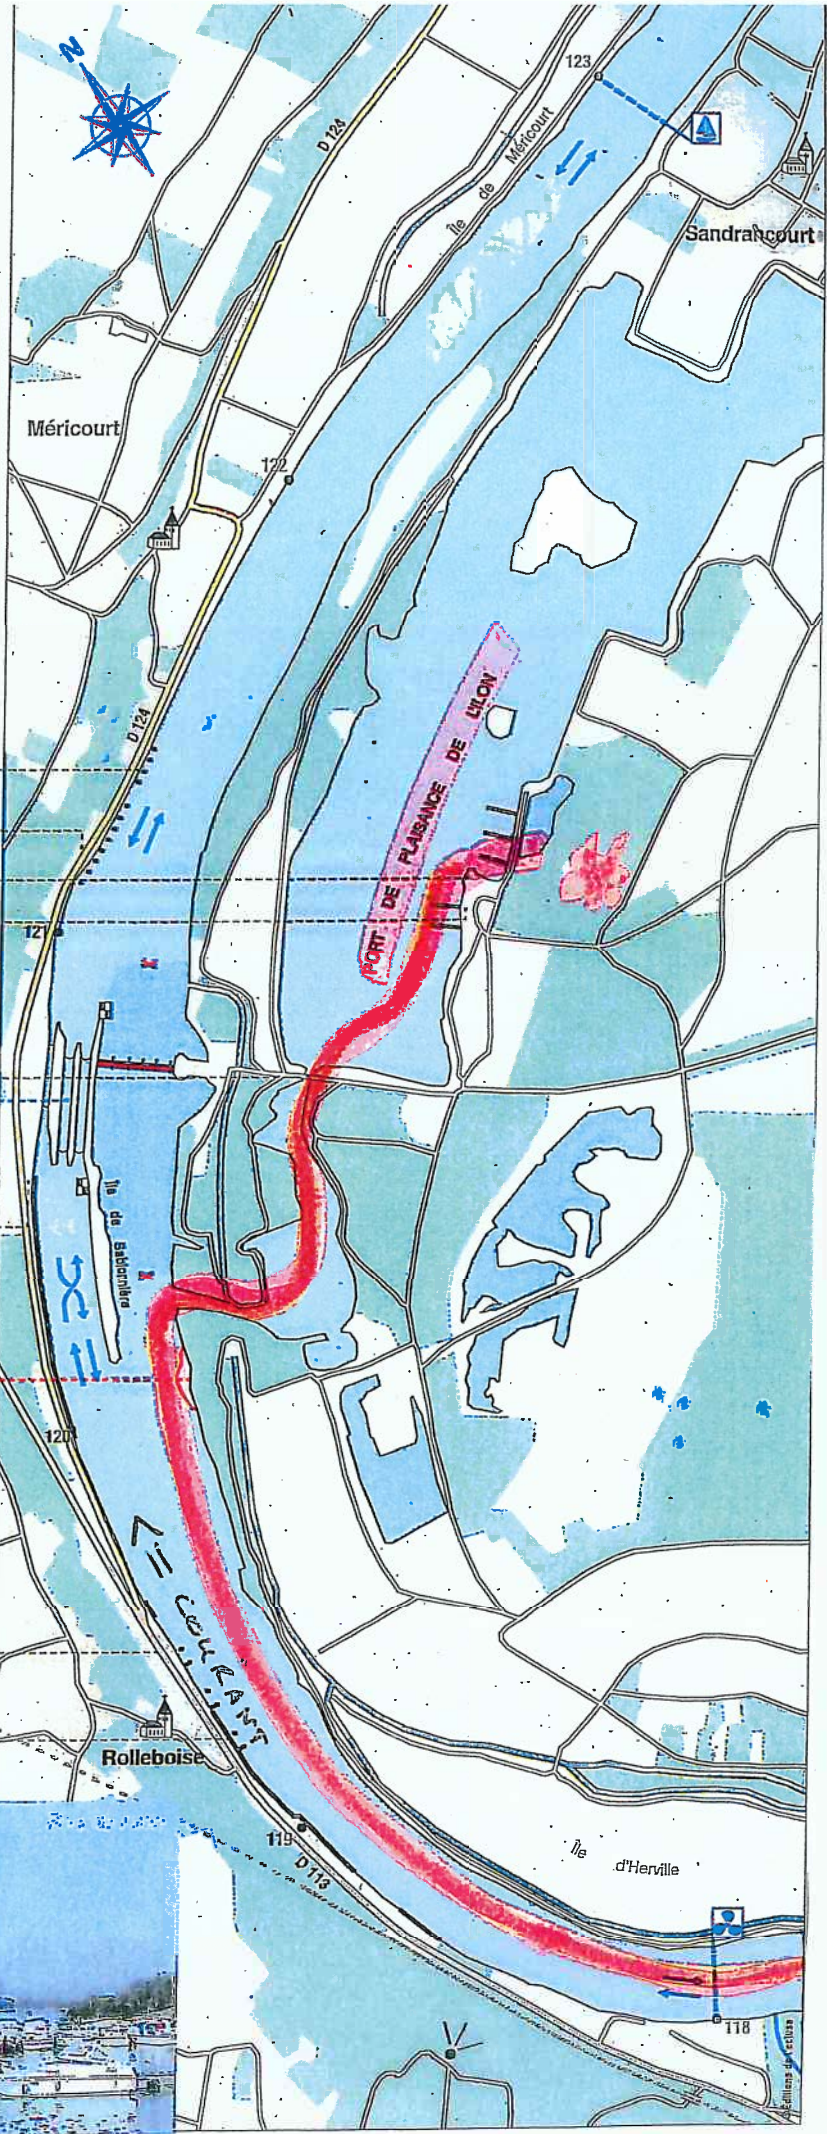 N
123
D 124
Île de Méricourt
Sandrancourt
Méricourt
122
PORT DE PLAISANCE DE L'ILON
D 124
121
Île de Sablonnière
120
<= COURANT
Rolleboise
119
D 113
Île d'Herville
118